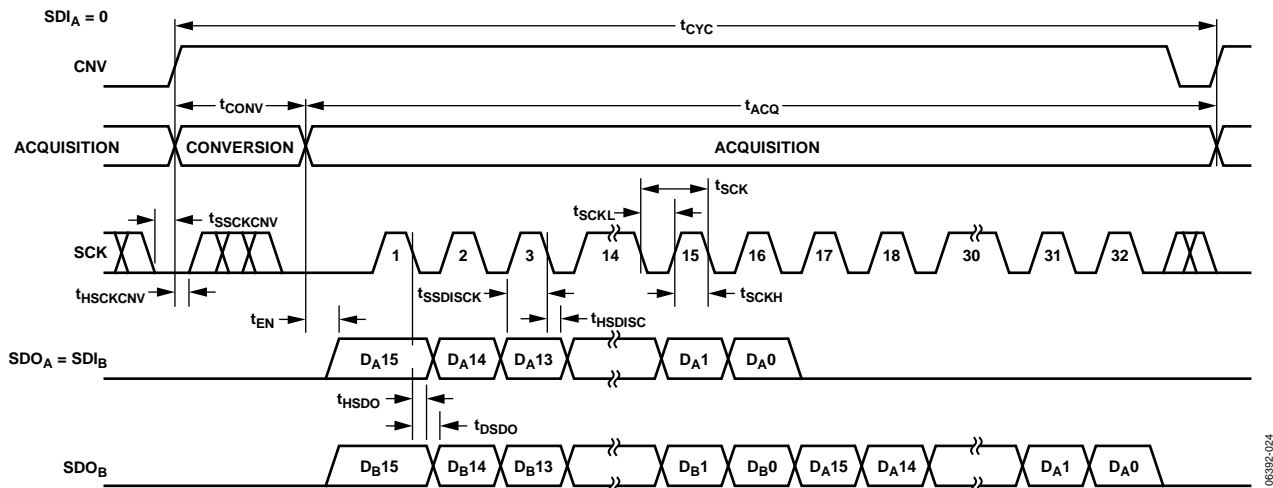 SDIA = 0
tCYC
CNV
tCONV
tACQ
ACQUISITION
CONVERSION
ACQUISITION
tSCK
tSSCKCNV
tSCKL
SCK
1
2
3
14
15
16
17
18
30
31
32
tHSCKCNV
tSSDISCK
tSCKH
tEN
tHSDISC
SDOA = SDIB
DA15
DA14
DA13
DA1
DA0
tHSDO
tDSDO
SDOB
DB15
DB14
DB13
DB1
DB0
DA15
DA14
DA1
DA0
06392-024